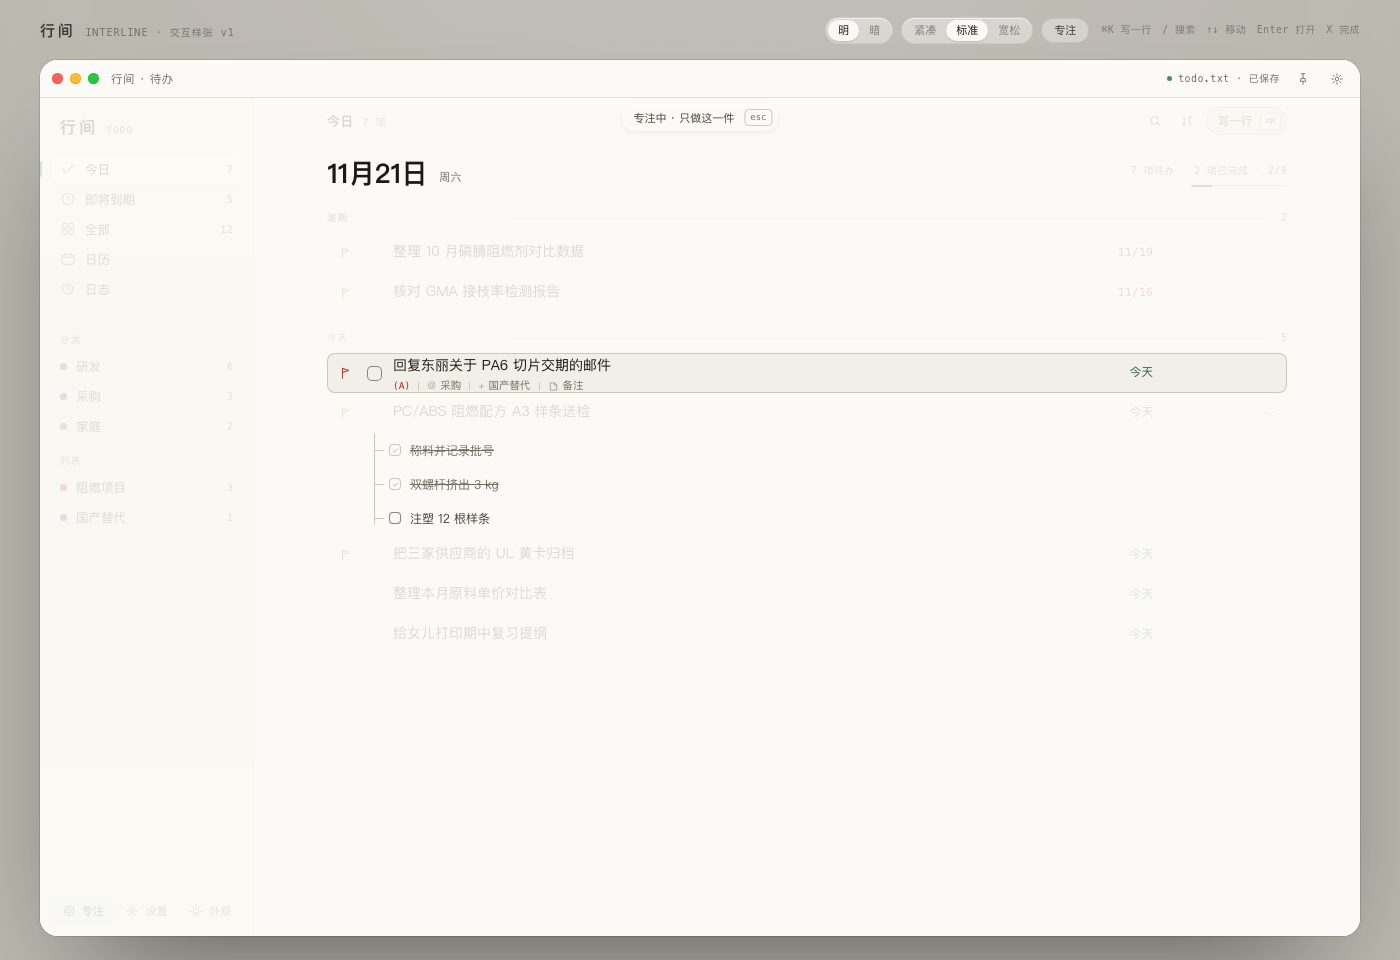 行间 INTERLINE · 交互样张 v1
明 暗 紧凑 标准 宽松 专注 ⌘K 写一行 / 搜索 ↑↓ 移动 Enter 打开 X 完成
行间 · 待办
todo.txt · 已保存
行间 TODO
今日 7
即将到期 5
全部 12
日历
日志
分类
研发 6
采购 3
家庭 2
列表
阻燃项目 3
国产替代 1
专注 设置 外观
今日 7 项
专注中 · 只做这一件 esc
写一行 ⌘K
11月21日 周六
7 项待办 · 2 项已完成 · 2/9
逾期 2
整理 10 月磷腈阻燃剂对比数据 11/19
核对 GMA 接枝率检测报告 11/16
今天 5
回复东丽关于 PA6 切片交期的邮件 今天
(A) | @ 采购 | + 国产替代 | 备注
PC/ABS 阻燃配方 A3 样条送检 今天
称料并记录批号
双螺杆挤出 3 kg
注塑 12 根样条
把三家供应商的 UL 黄卡归档 今天
整理本月原料单价对比表 今天
给女儿打印期中复习提纲 今天